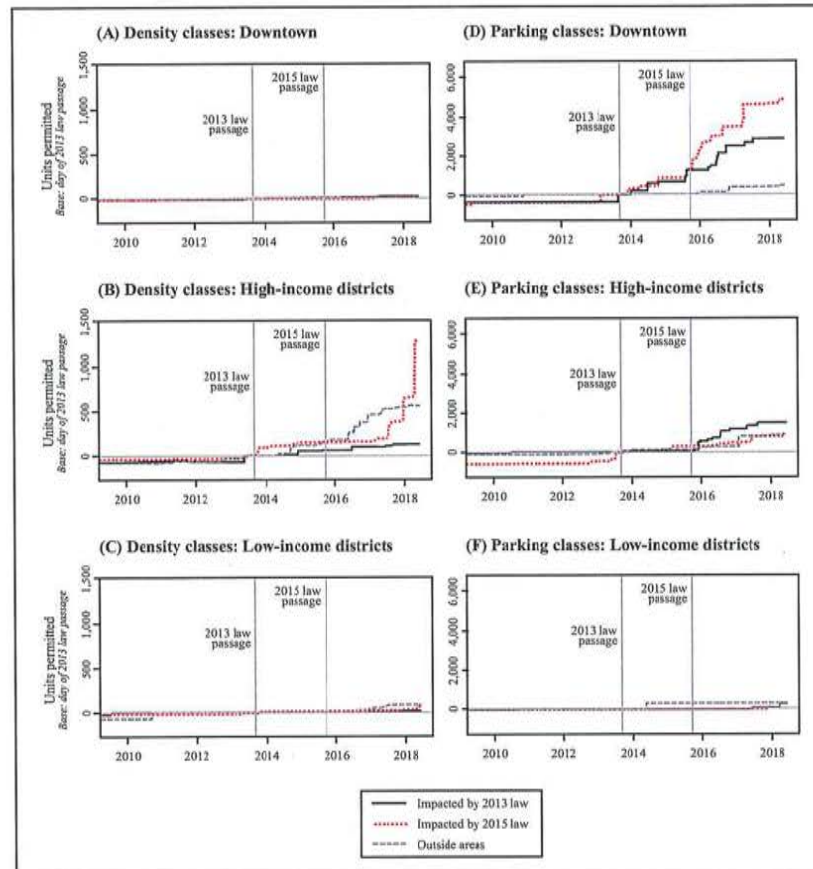 (A) Density classes: Downtown
Units permitted
Base: day of 2013 law passage
1,500
1,000
500
0
2013 law
passage
2015 law
passage
2010 2012 2014 2016 2018
(D) Parking classes: Downtown
6,000
4,000
2,000
0
2013 law
passage
2015 law
passage
2010 2012 2014 2016 2018
(B) Density classes: High-income districts
Units permitted
Base: day of 2013 law passage
1,500
1,000
500
0
2013 law
passage
2015 law
passage
2010 2012 2014 2016 2018
(E) Parking classes: High-income districts
6,000
4,000
2,000
0
2013 law
passage
2015 law
passage
2010 2012 2014 2016 2018
(C) Density classes: Low-income districts
Units permitted
Base: day of 2013 law passage
1,500
1,000
500
0
2013 law
passage
2015 law
passage
2010 2012 2014 2016 2018
(F) Parking classes: Low-income districts
6,000
4,000
2,000
0
2013 law
passage
2015 law
passage
2010 2012 2014 2016 2018
Impacted by 2013 law
Impacted by 2015 law
Outside areas